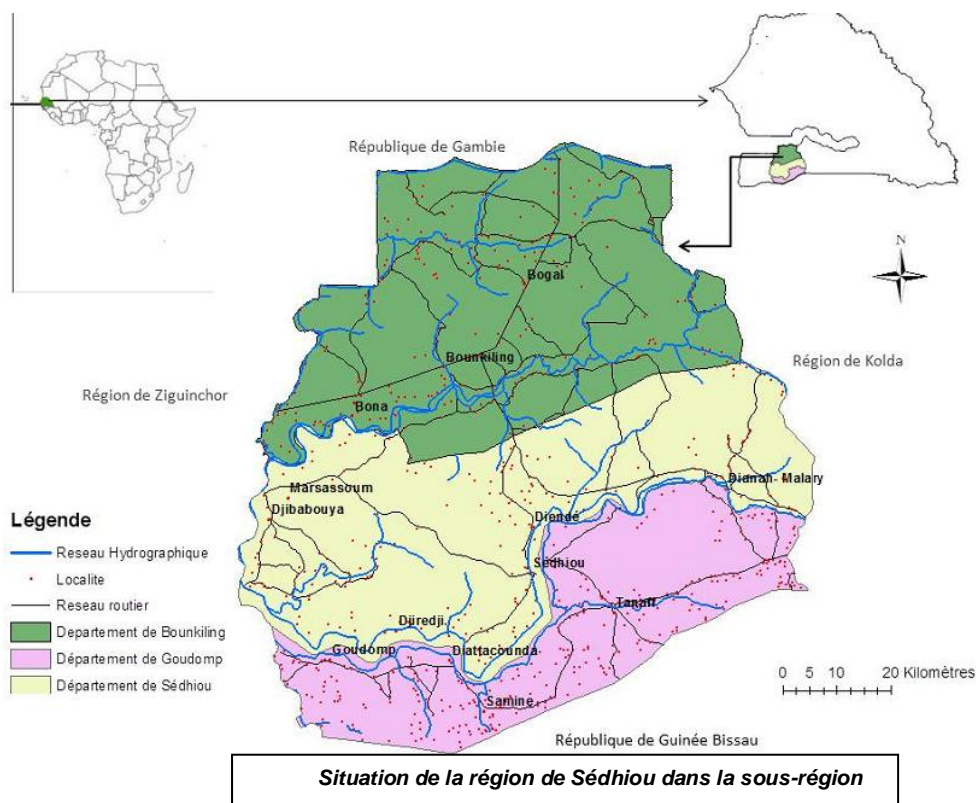 République de Gambie
N
Bogal
Bounkiling
Région de Kolda
Région de Ziguinchor
Bona
Dianah- Malary
Marsassoum
Djibabouya
Diendé
Légende
Reseau Hydrographique
Localite
Reseau routier
Departement de Bounkiling
Département de Goudomp
Département de Sédhiou
Sédhiou
Tanaff
Djiredji
Goudomp
Diattacounda
Samine
0 5 10 20 Kilomètres
République de Guinée Bissau
Situation de la région de Sédhiou dans la sous-région